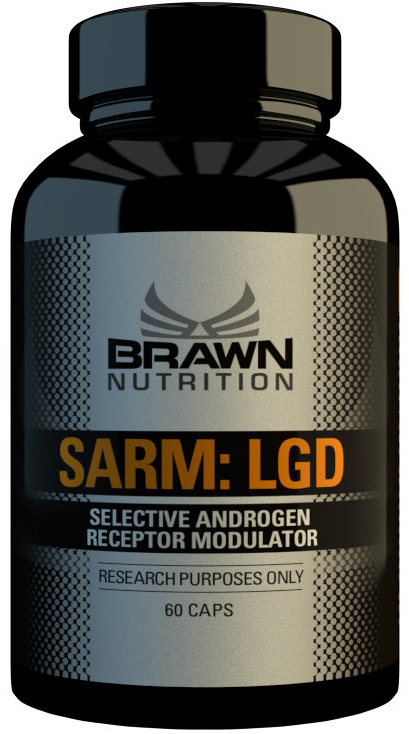 BRAWN
NUTRITION
SARM: LGD
SELECTIVE ANDROGEN
RECEPTOR MODULATOR
RESEARCH PURPOSES ONLY
60 CAPS